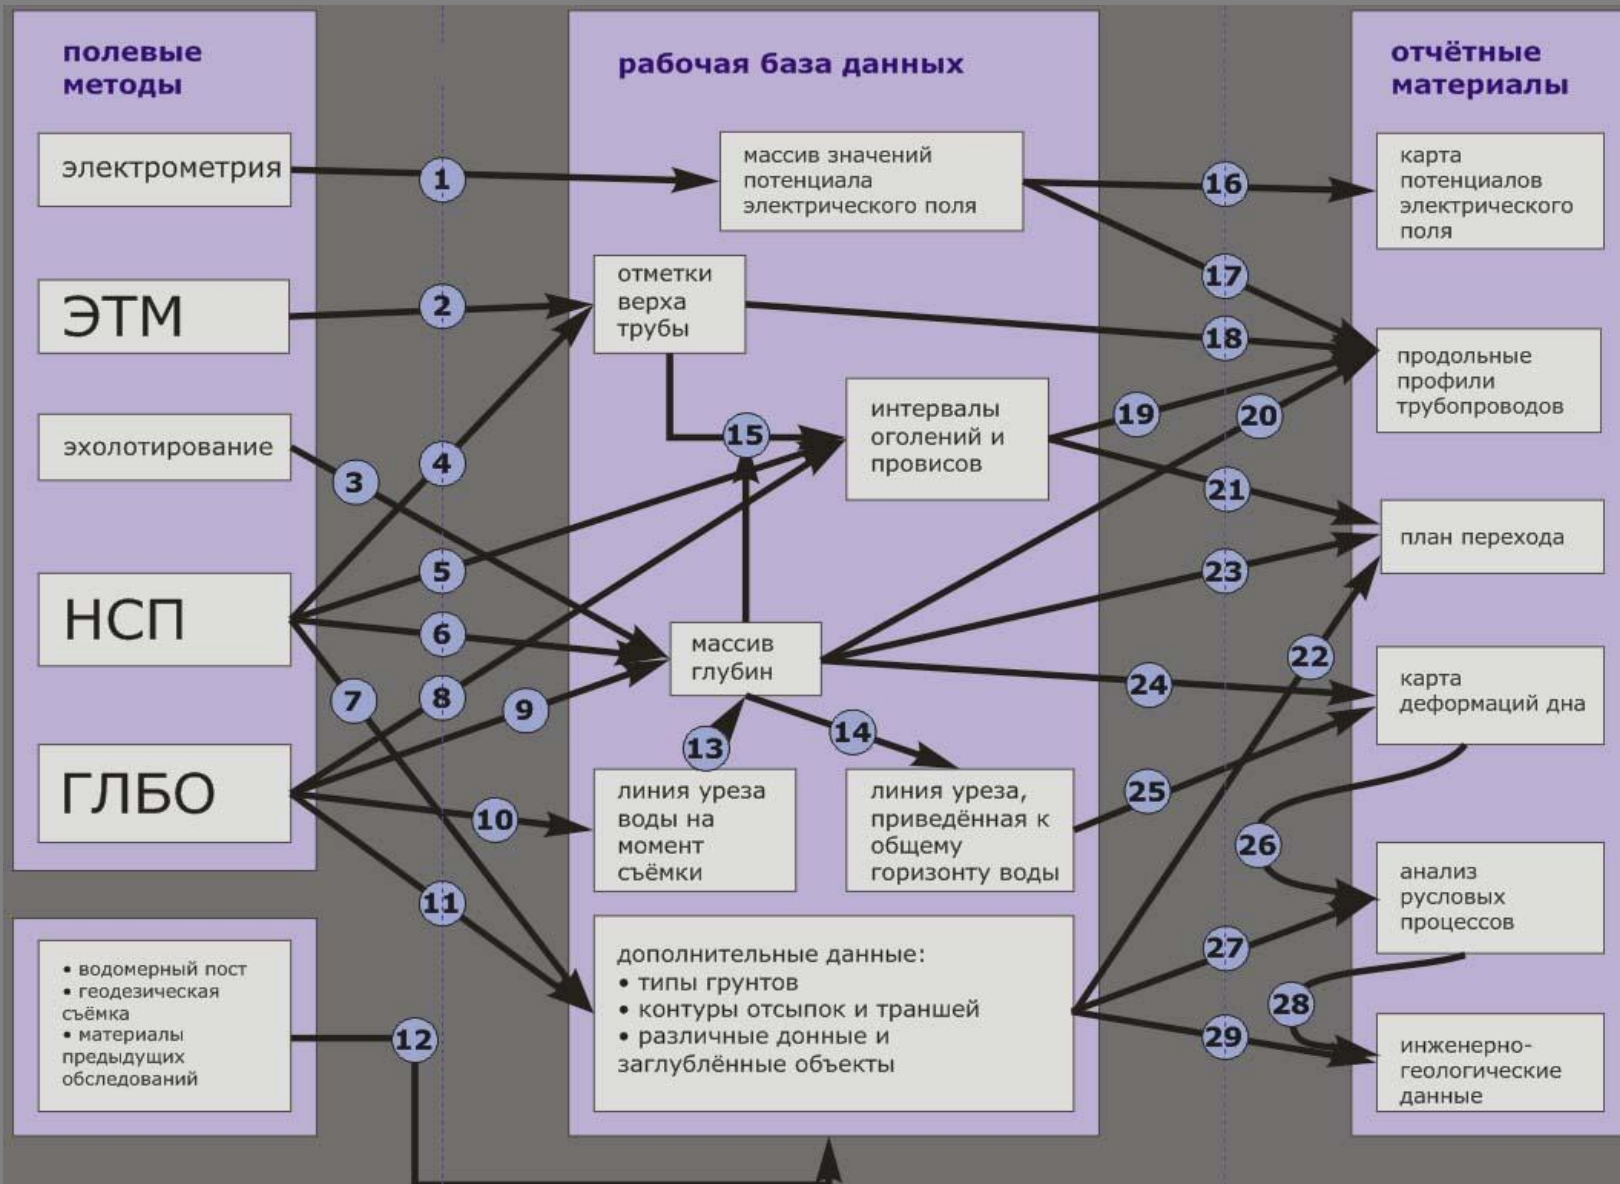 полевые
методы
электрометрия
ЭТМ
эхолотирование
НСП
ГЛБО
• водомерный пост
• геодезическая
съёмка
• материалы
предыдущих
обследований
1
2
3
4
5
6
7
8
9
10
11
12
рабочая база данных
массив значений
потенциала
электрического поля
отметки
верха
трубы
15
интервалы
оголений и
провисов
массив
глубин
13
14
линия уреза
воды на
момент
съёмки
линия уреза,
приведённая к
общему
горизонту воды
дополнительные данные:
• типы грунтов
• контуры отсыпок и траншей
• различные донные и
заглублённые объекты
16
17
18
19
20
21
23
22
24
25
26
27
28
29
отчётные
материалы
карта
потенциалов
электрического
поля
продольные
профили
трубопроводов
план перехода
карта
деформаций дна
анализ
русловых
процессов
инженерно-
геологические
данные